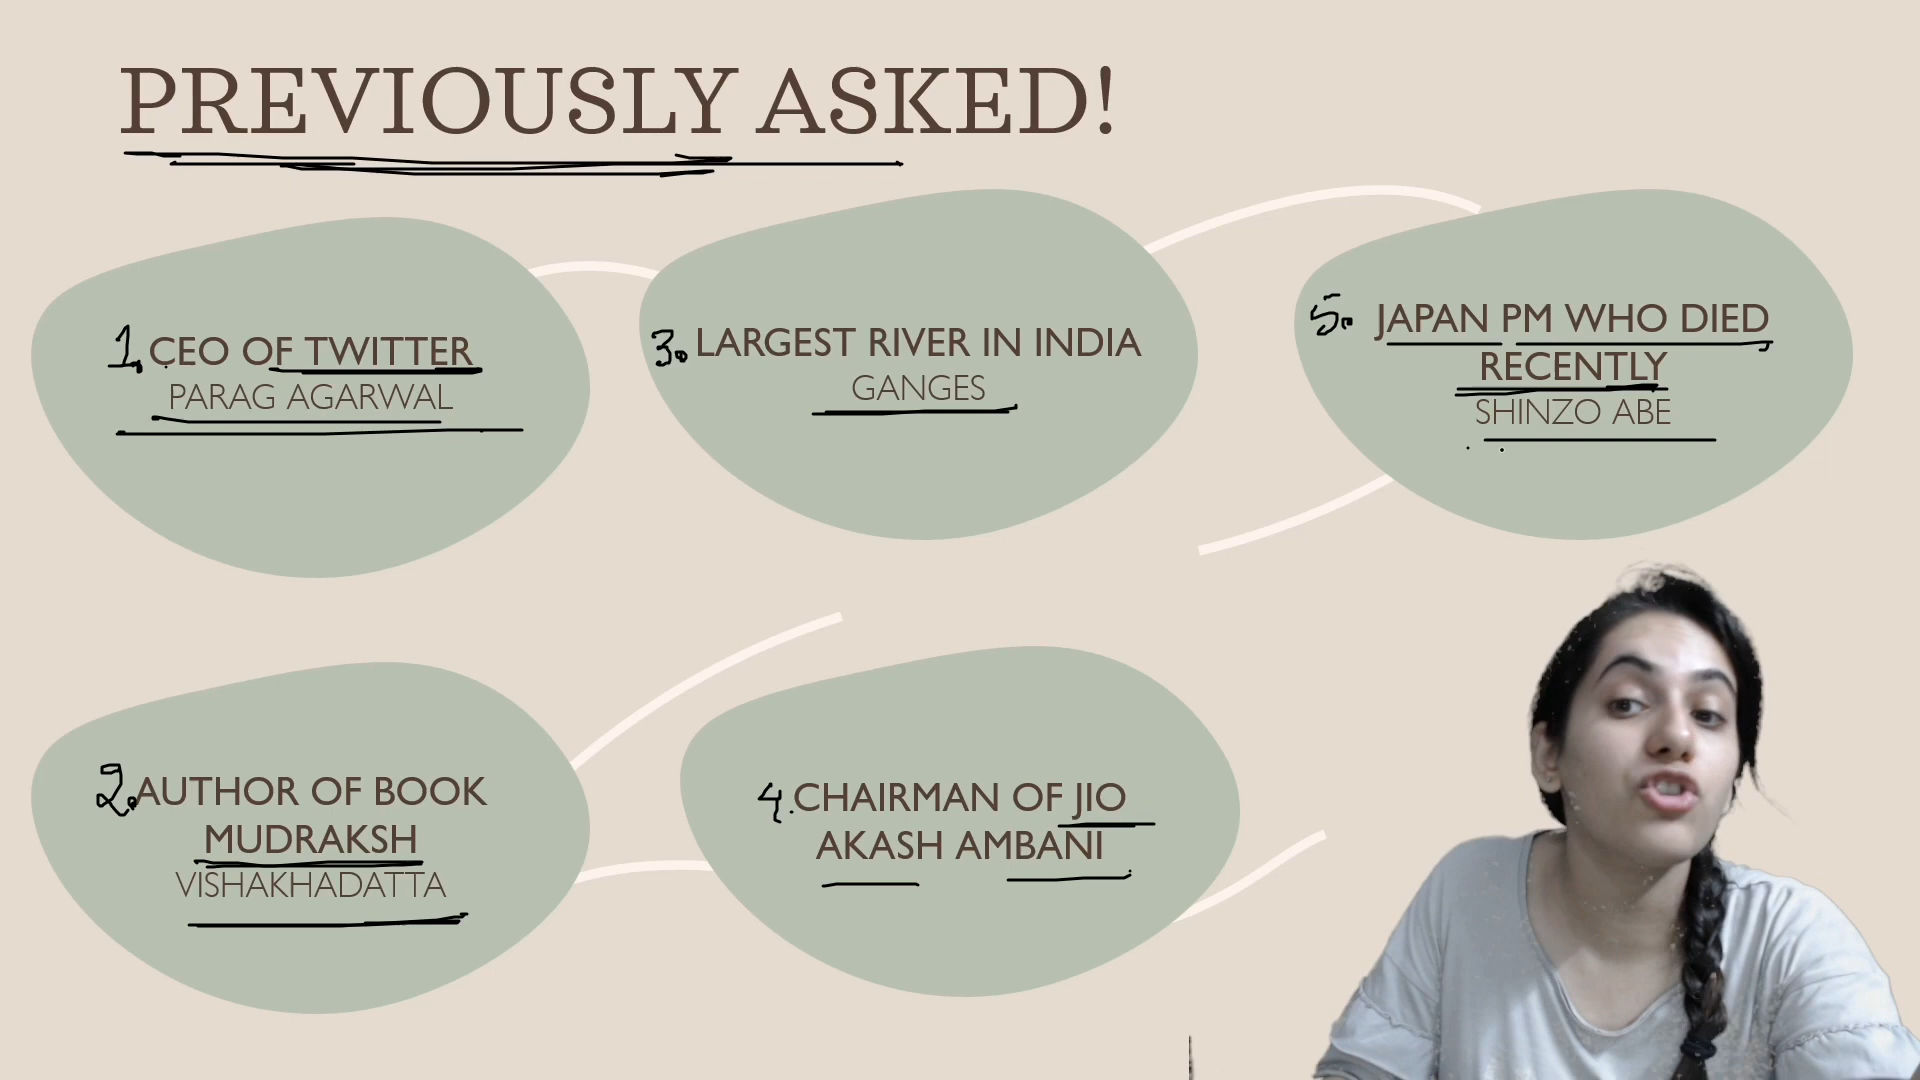 PREVIOUSLY ASKED!
1. CEO OF TWITTER
PARAG AGARWAL
2. AUTHOR OF BOOK
MUDRAKSH
VISHAKHADATTA
3. LARGEST RIVER IN INDIA
GANGES
4. CHAIRMAN OF JIO
AKASH AMBANI
5. JAPAN PM WHO DIED
RECENTLY
SHINZO ABE